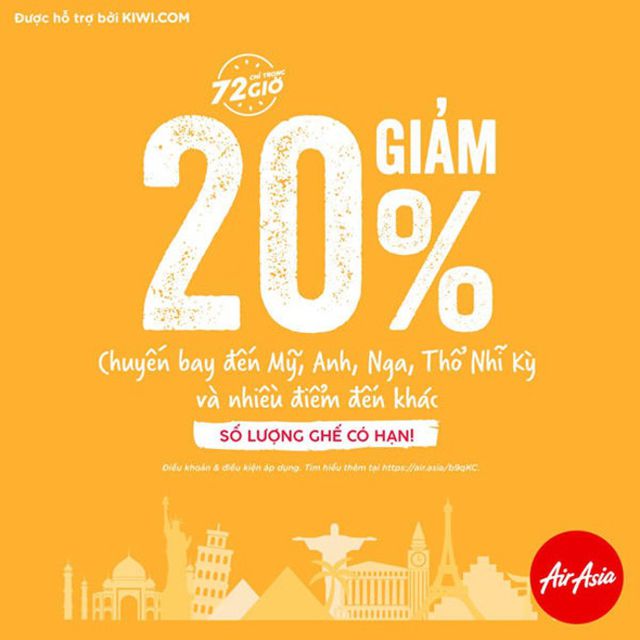 Được hỗ trợ bởi KIWI.COM
CHỈ TRONG
72 GIỜ
GIẢM
20%
Chuyến bay đến Mỹ, Anh, Nga, Thổ Nhĩ Kỳ
và nhiều điểm đến khác
SỐ LƯỢNG GHẾ CÓ HẠN!
Điều khoản & điều kiện áp dụng. Tìm hiểu thêm tại https://air.asia/b9qKC.
AirAsia